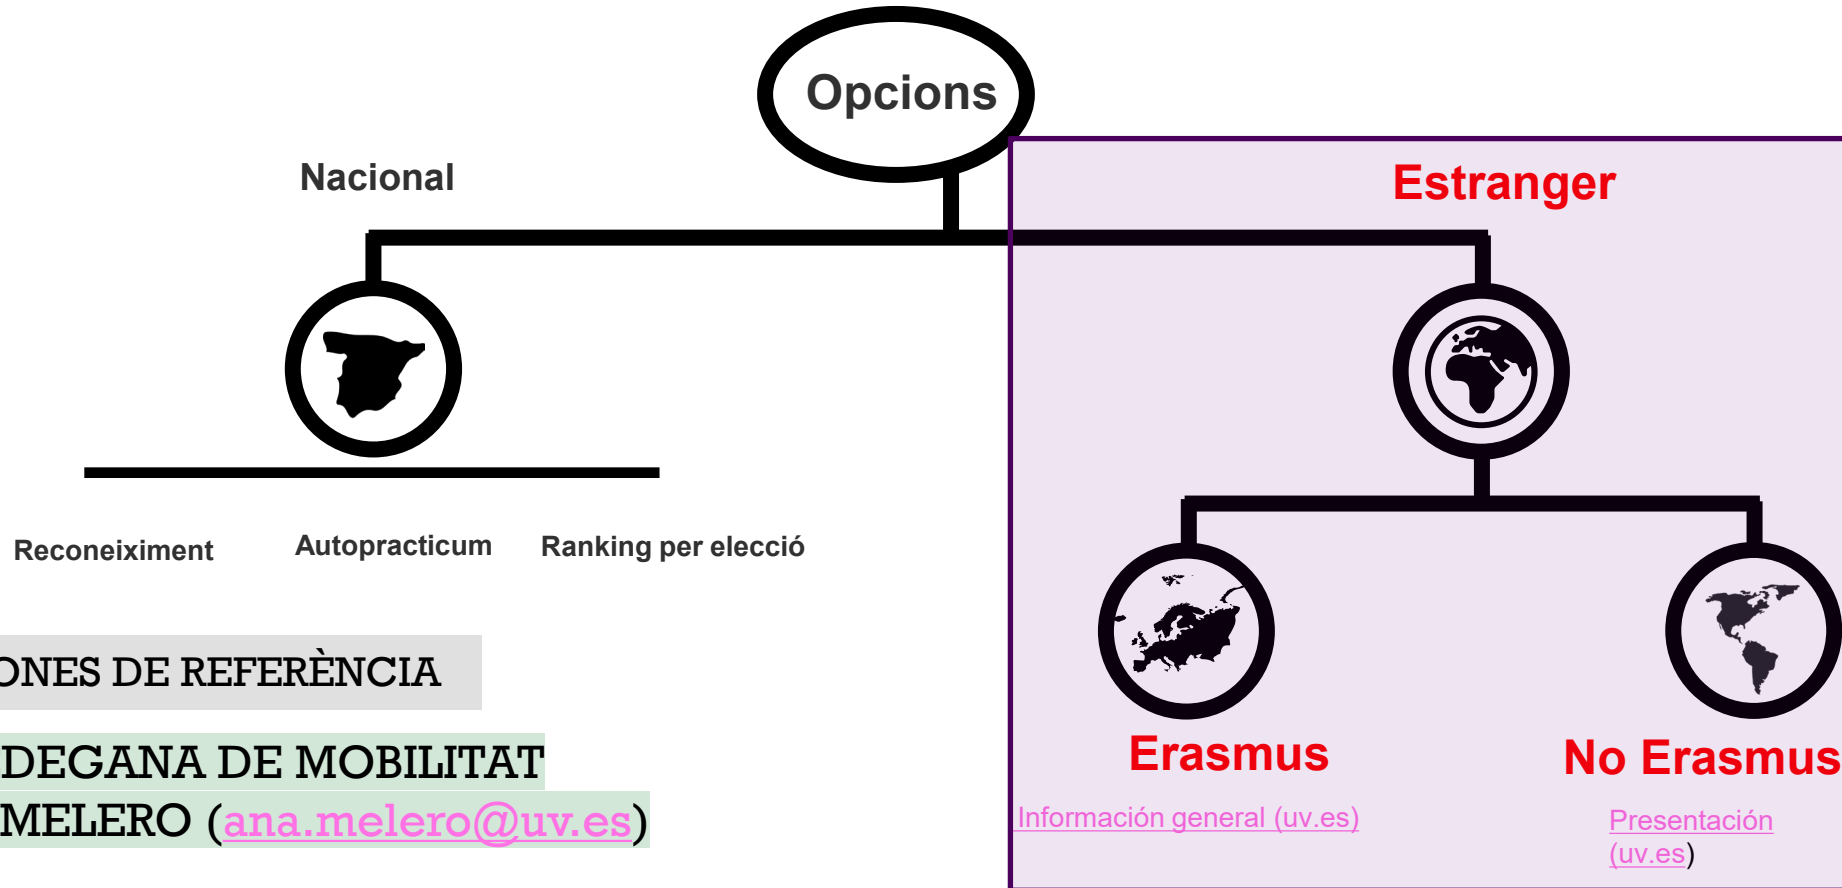 Opcions
Nacional
Estranger
Reconeiximent
Autopracticum
Ranking per elecció
ONES DE REFERÈNCIA
DEGANA DE MOBILITAT
MELERO (ana.melero@uv.es)
Erasmus
Información general (uv.es)
No Erasmus
Presentación
(uv.es)